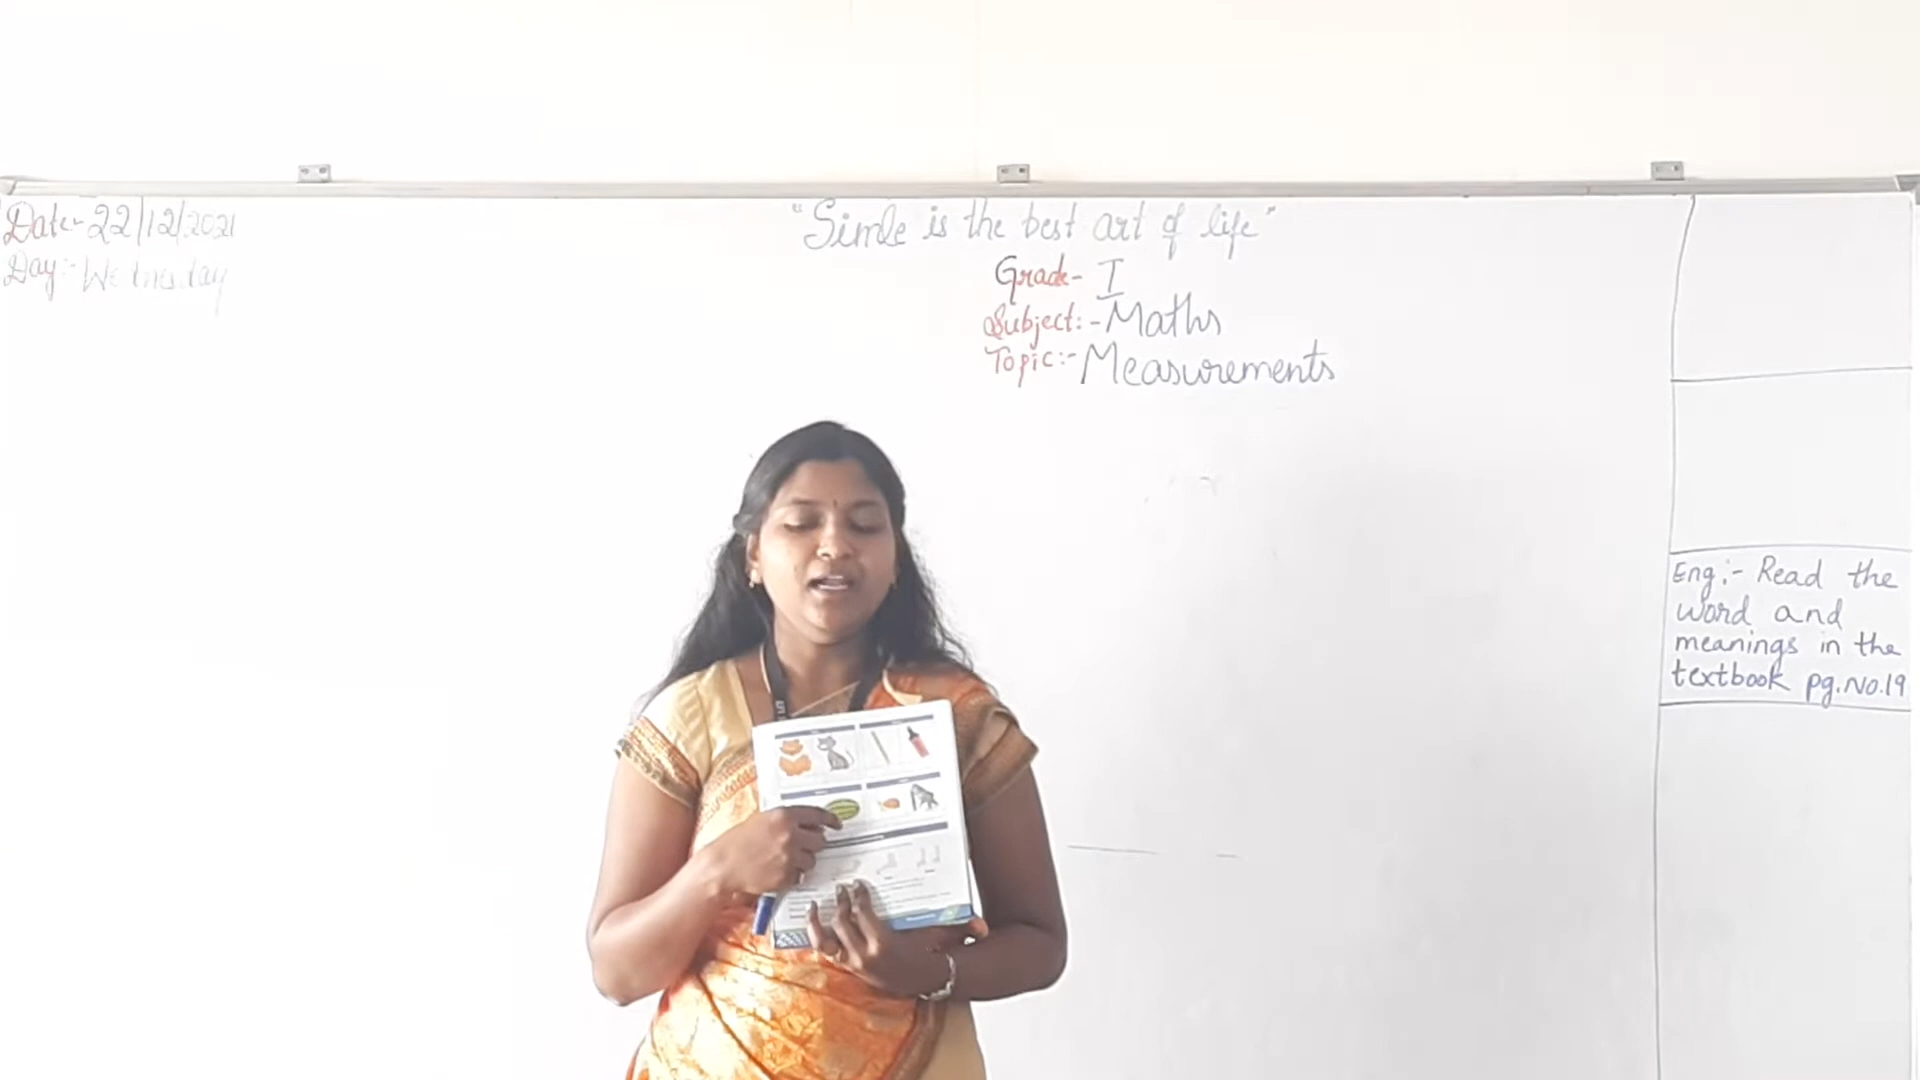 Date:- 22/12/2021
Day:- Wednesday
"Simle is the best art of life"
Grade- I
Subject:- Maths
Topic:- Measurements
Eng:- Read the
word and
meanings in the
textbook pg.No.19